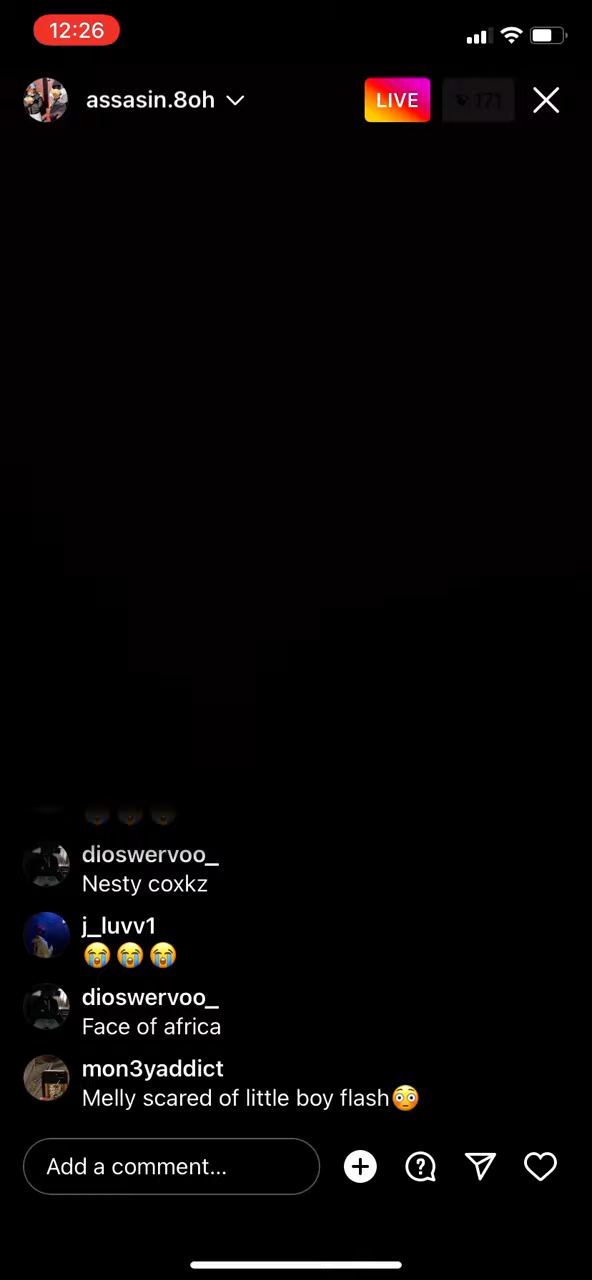 12:26
assasin.8oh
LIVE
171
😭😭😭
dioswervoo_
Nesty coxkz
j_luvv1
😭😭😭
dioswervoo_
Face of africa
mon3yaddict
Melly scared of little boy flash😳
Add a comment...